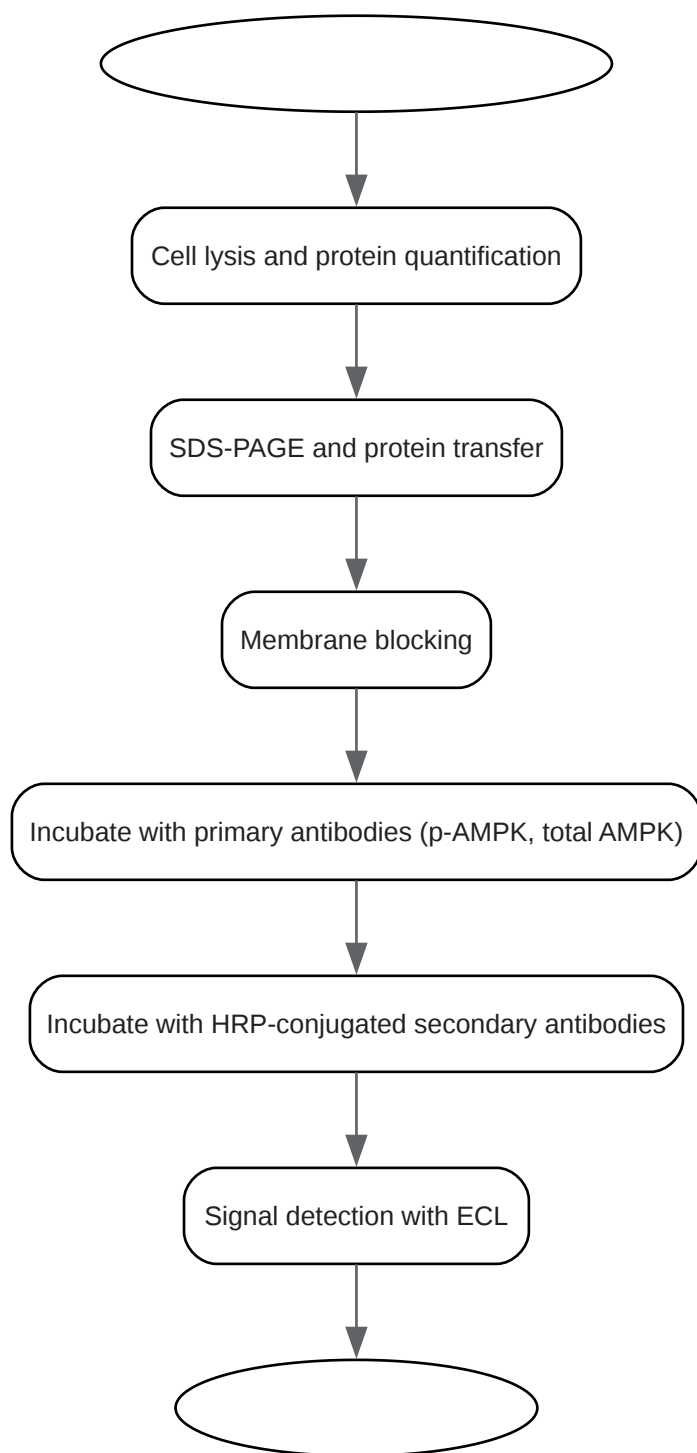 Cell lysis and protein quantification
SDS-PAGE and protein transfer
Membrane blocking
Incubate with primary antibodies (p-AMPK, total AMPK)
Incubate with HRP-conjugated secondary antibodies
Signal detection with ECL